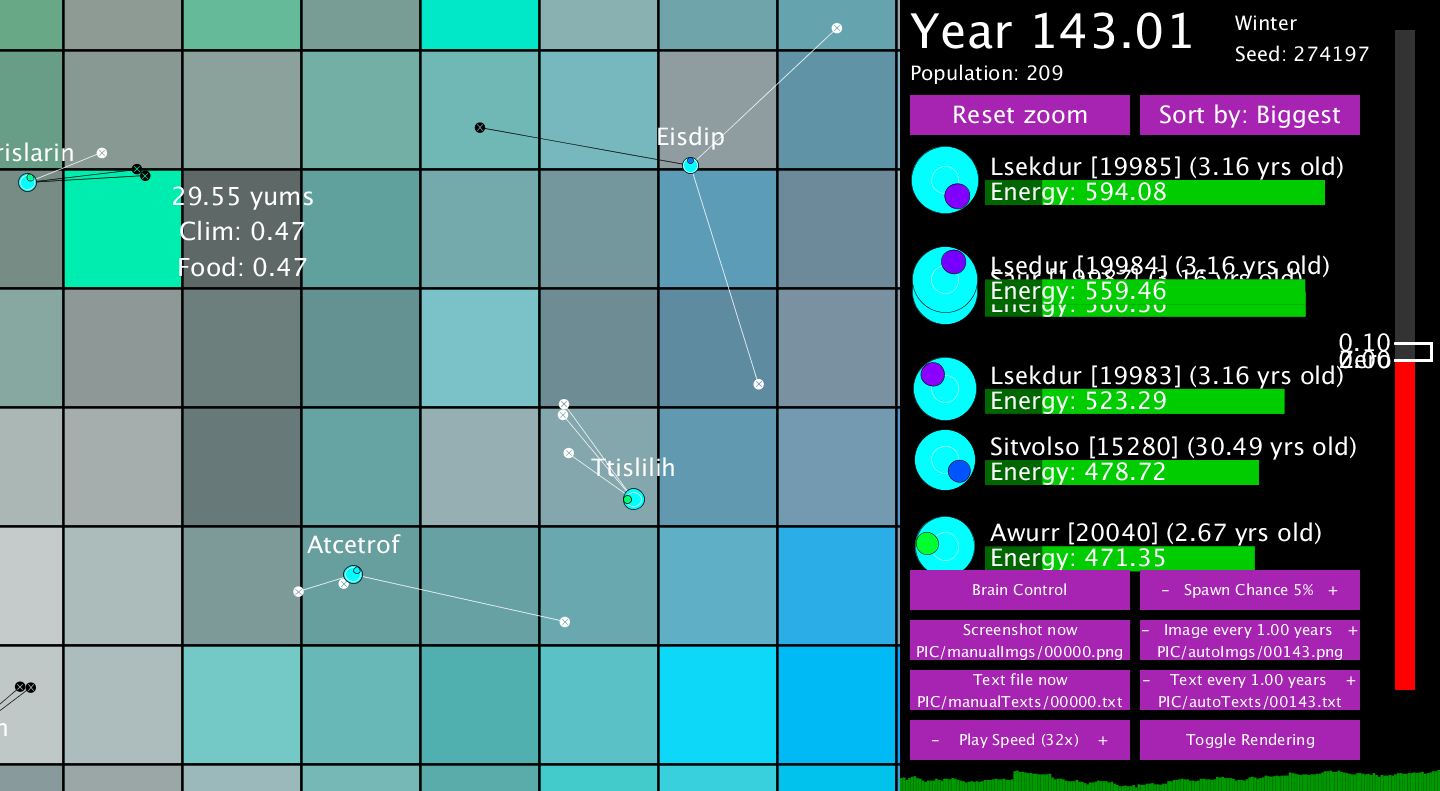 rislarin
29.55 yums
Clim: 0.47
Food: 0.47
Eisdip
Ttislilih
Atcetrof
Year 143.01
Winter
Seed: 274197
Population: 209
Reset zoom
Sort by: Biggest
Lsekdur [19985] (3.16 yrs old)
Energy: 594.08
Lsedur [19984] (3.16 yrs old)
Energy: 559.46
Lsekdur [19983] (3.16 yrs old)
Energy: 523.29
Sitvolso [15280] (30.49 yrs old)
Energy: 478.72
Awurr [20040] (2.67 yrs old)
Energy: 471.35
0.10
Brain Control
- Spawn Chance 5% +
Screenshot now
PIC/manualImgs/00000.png
- Image every 1.00 years +
PIC/autoImgs/00143.png
Text file now
PIC/manualTexts/00000.txt
- Text every 1.00 years +
PIC/autoTexts/00143.txt
- Play Speed (32x) +
Toggle Rendering